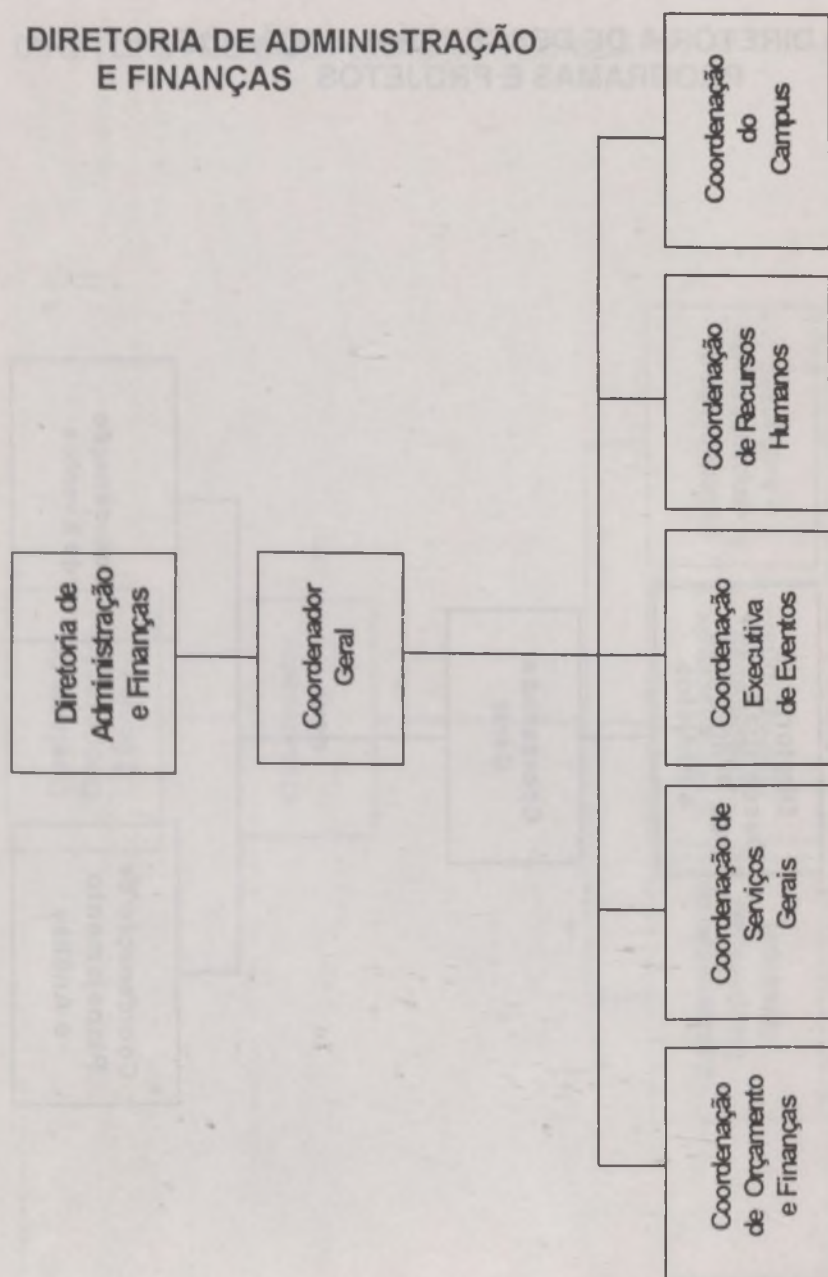 DIRETORIA DE ADMINISTRAÇÃO
E FINANÇAS
Diretoria de
Administração
e Finanças
Coordenador
Geral
Coordenação
de Orçamento
e Finanças
Coordenação de
Serviços
Gerais
Coordenação
Executiva
de Eventos
Coordenação
de Recursos
Humanos
Coordenação
do
Campus